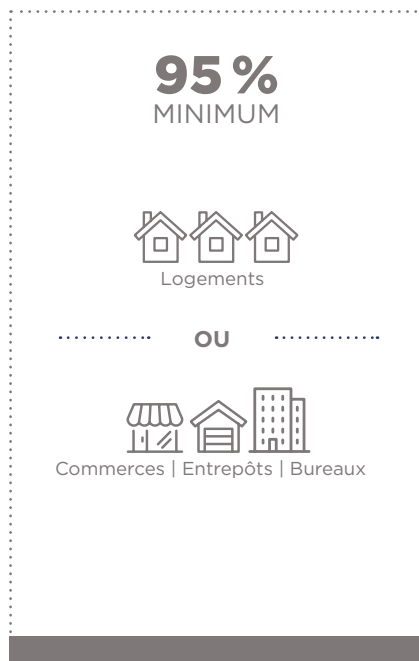 95 %
MINIMUM
Logements
OU
Commerces | Entrepôts | Bureaux